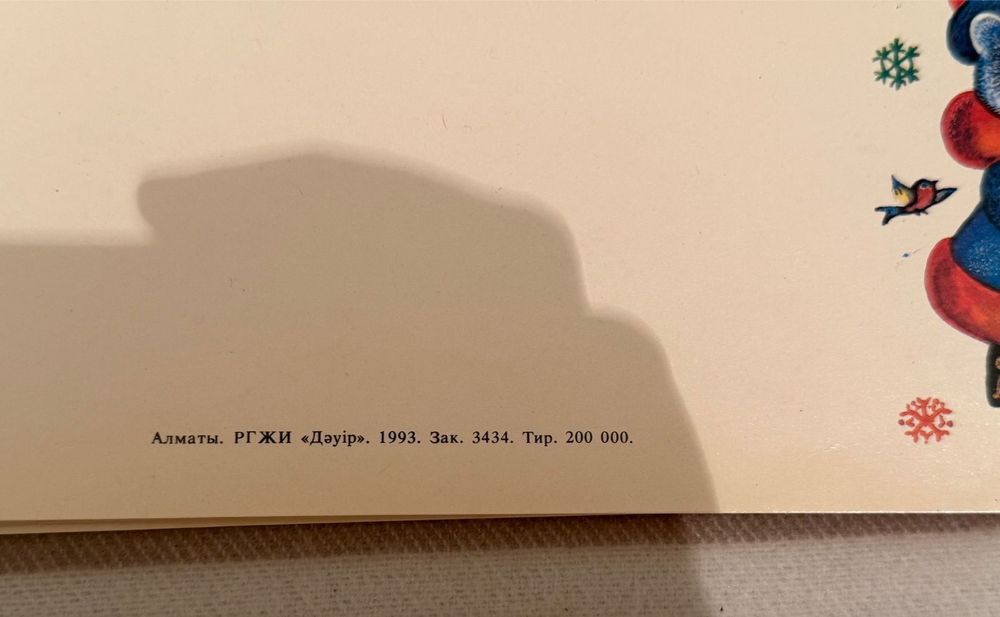 Алматы. РГЖИ «Дәуір». 1993. Зак. 3434. Тир. 200 000.